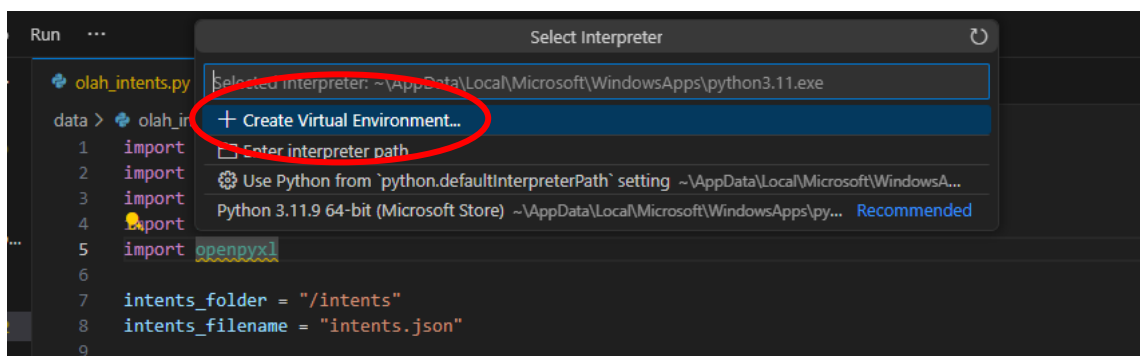 Run ...
Select Interpreter
olah_intents.py
Selected Interpreter: ~\AppData\Local\Microsoft\WindowsApps\python3.11.exe
data > olah_in
+ Create Virtual Environment...
1 import
Enter interpreter path...
2 import
Use Python from `python.defaultInterpreterPath` setting ~\AppData\Local\Microsoft\WindowsA...
3 import
Python 3.11.9 64-bit (Microsoft Store) ~\AppData\Local\Microsoft\WindowsApps\py... Recommended
4 import
5 import openpyxl
6
7 intents_folder = "/intents"
8 intents_filename = "intents.json"
9